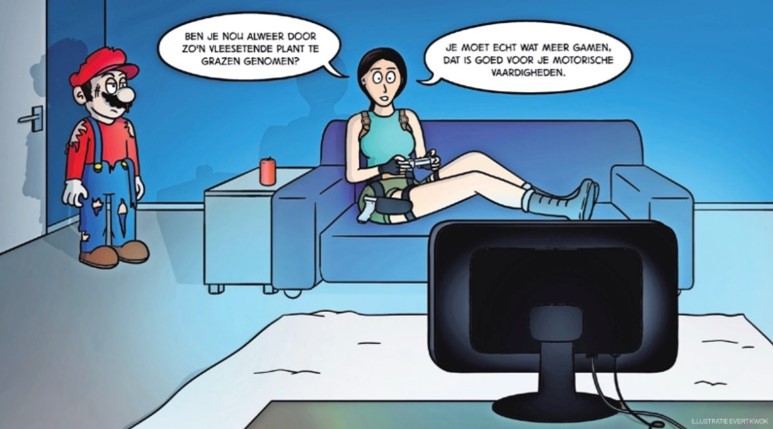 BEN JE NOU ALWEER DOOR
ZO'N VLEESETENDE PLANT TE
GRAZEN GENOMEN?
JE MOET ECHT WAT MEER GAMEN,
DAT IS GOED VOOR JE MOTORISCHE
VAARDIGHEDEN.
ILLUSTRATIE EVERT KWOK